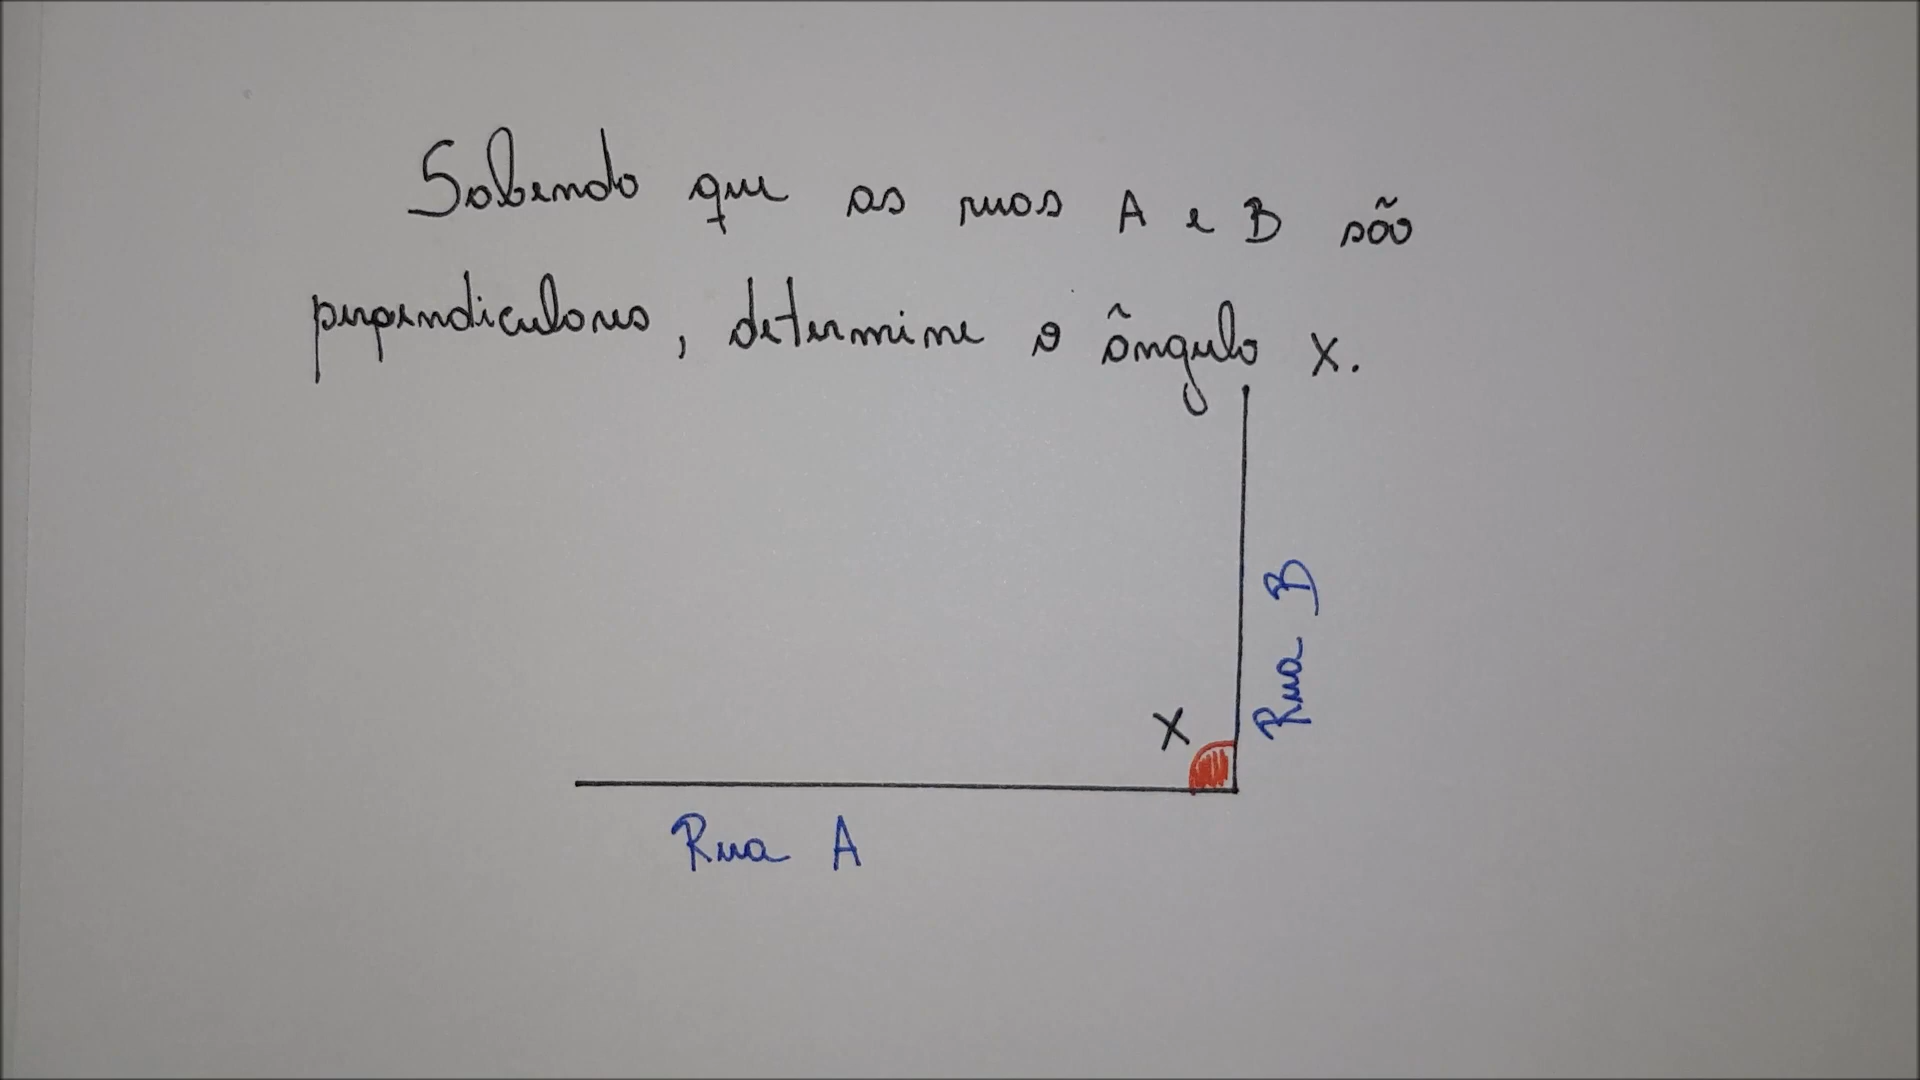 Sabendo que as ruas A e B são
perpendiculares, determine o ângulo x.
Rua B
x
Rua A